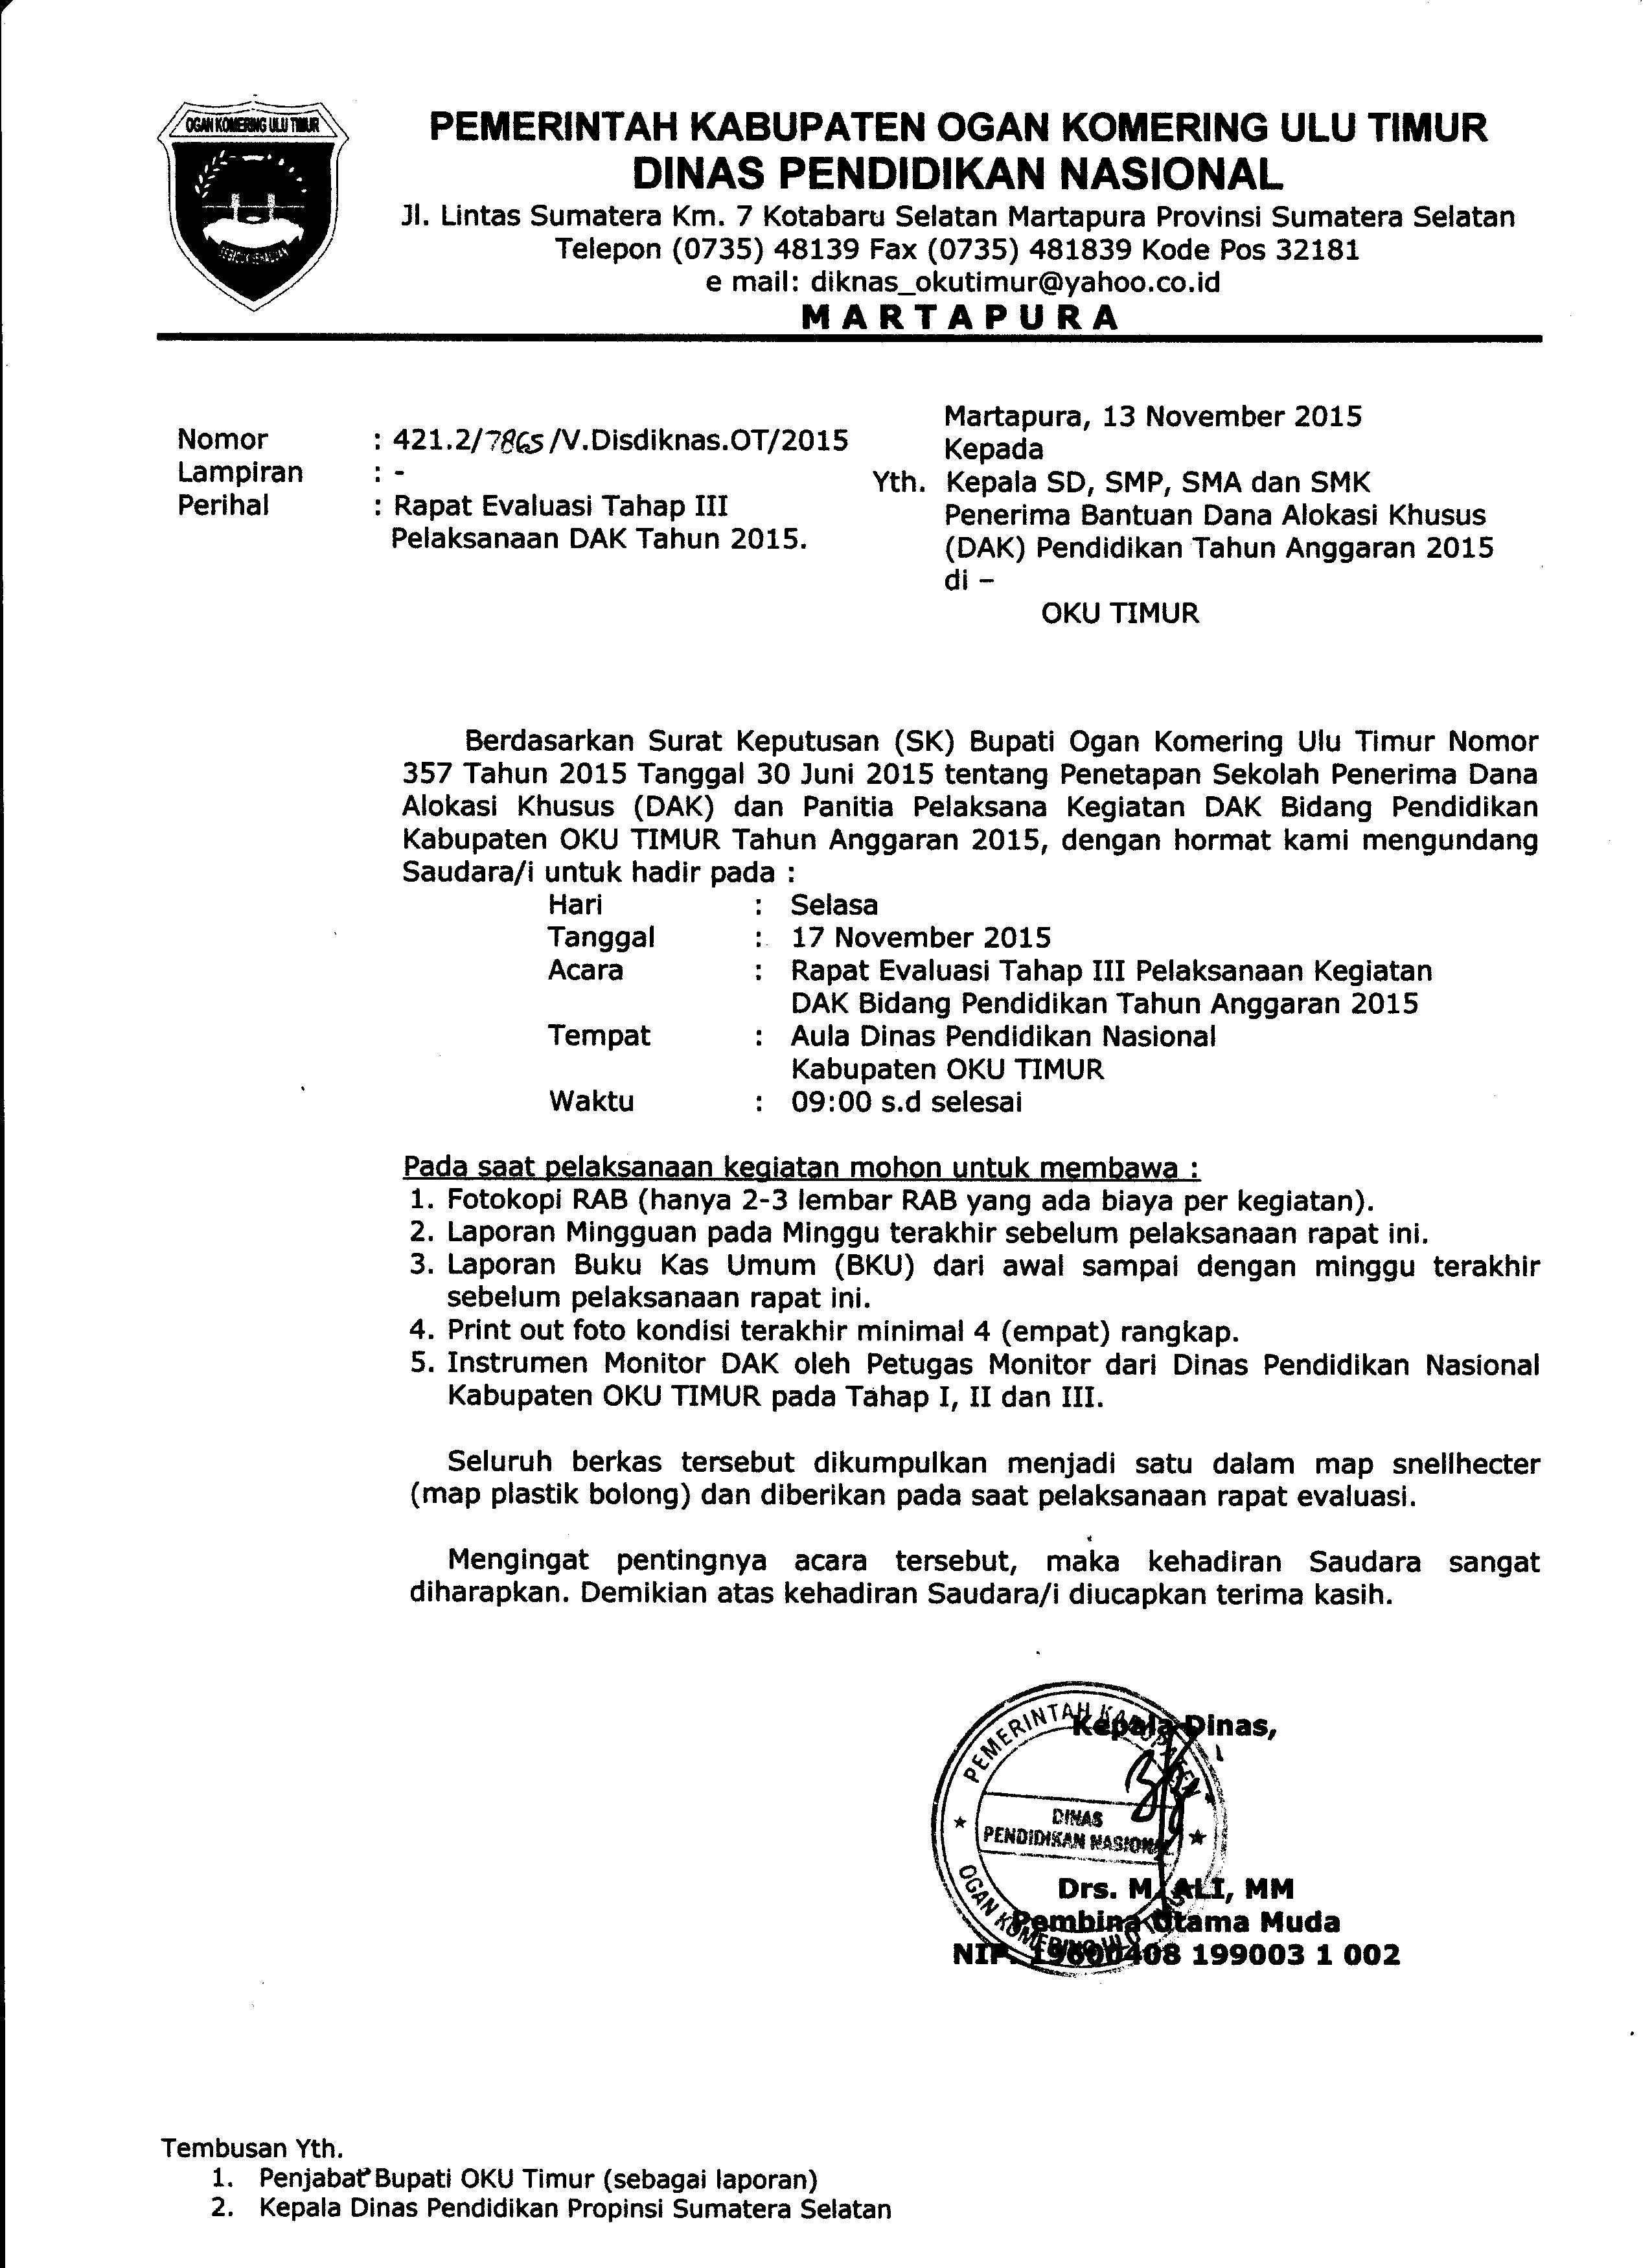 OGAN KOMERING ULU TIMUR
PEMERINTAH KABUPATEN OGAN KOMERING ULU TIMUR
DINAS PENDIDIKAN NASIONAL
Jl. Lintas Sumatera Km. 7 Kotabaru Selatan Martapura Provinsi Sumatera Selatan
Telepon (0735) 48139 Fax (0735) 481839 Kode Pos 32181
e mail: diknas_okutimur@yahoo.co.id
MARTAPURA
Martapura, 13 November 2015
Nomor : 421.2/7865/V.Disdiknas.OT/2015
Kepada
Lampiran : -
Yth. Kepala SD, SMP, SMA dan SMK
Perihal : Rapat Evaluasi Tahap III
Penerima Bantuan Dana Alokasi Khusus
Pelaksanaan DAK Tahun 2015.
(DAK) Pendidikan Tahun Anggaran 2015
di –
OKU TIMUR
Berdasarkan Surat Keputusan (SK) Bupati Ogan Komering Ulu Timur Nomor
357 Tahun 2015 Tanggal 30 Juni 2015 tentang Penetapan Sekolah Penerima Dana
Alokasi Khusus (DAK) dan Panitia Pelaksana Kegiatan DAK Bidang Pendidikan
Kabupaten OKU TIMUR Tahun Anggaran 2015, dengan hormat kami mengundang
Saudara/i untuk hadir pada :
Hari : Selasa
Tanggal : 17 November 2015
Acara : Rapat Evaluasi Tahap III Pelaksanaan Kegiatan
DAK Bidang Pendidikan Tahun Anggaran 2015
Tempat : Aula Dinas Pendidikan Nasional
Kabupaten OKU TIMUR
Waktu : 09:00 s.d selesai
Pada saat pelaksanaan kegiatan mohon untuk membawa :
1. Fotokopi RAB (hanya 2-3 lembar RAB yang ada biaya per kegiatan).
2. Laporan Mingguan pada Minggu terakhir sebelum pelaksanaan rapat ini.
3. Laporan Buku Kas Umum (BKU) dari awal sampai dengan minggu terakhir
sebelum pelaksanaan rapat ini.
4. Print out foto kondisi terakhir minimal 4 (empat) rangkap.
5. Instrumen Monitor DAK oleh Petugas Monitor dari Dinas Pendidikan Nasional
Kabupaten OKU TIMUR pada Tahap I, II dan III.
Seluruh berkas tersebut dikumpulkan menjadi satu dalam map snellhecter
(map plastik bolong) dan diberikan pada saat pelaksanaan rapat evaluasi.
Mengingat pentingnya acara tersebut, maka kehadiran Saudara sangat
diharapkan. Demikian atas kehadiran Saudara/i diucapkan terima kasih.
Kepala Dinas,
PEMERINTAH KABUPATEN
DINAS
PENDIDIKAN NASIONAL
OGAN KOMERING ULU TIMUR
Drs. M. ALI, MM
Pembina Utama Muda
NIP. 19600408 199003 1 002
Tembusan Yth.
1. Penjabat Bupati OKU Timur (sebagai laporan)
2. Kepala Dinas Pendidikan Propinsi Sumatera Selatan